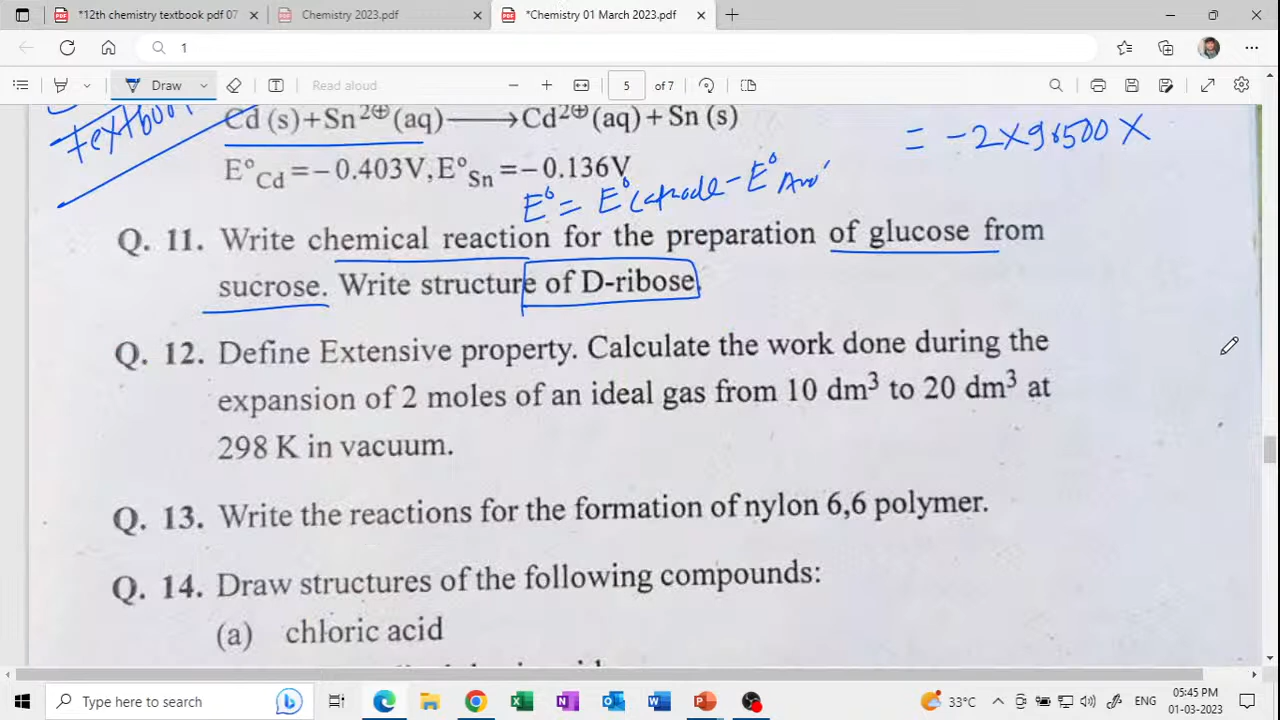 *12th chemistry textbook pdf 07
Chemistry 2023.pdf
*Chemistry 01 March 2023.pdf
1
Draw
Read aloud
5 of 7
Textbook
Cd (s)+Sn²⊕(aq)⟶Cd²⊕(aq)+Sn (s)
= -2×96500×
E°Cd =−0.403V, E°Sn =−0.136V
E° = E°Cathode - E°
Q. 11. Write chemical reaction for the preparation of glucose from
sucrose. Write structure of D-ribose.
Q. 12. Define Extensive property. Calculate the work done during the
expansion of 2 moles of an ideal gas from 10 dm³ to 20 dm³ at
298 K in vacuum.
Q. 13. Write the reactions for the formation of nylon 6,6 polymer.
Q. 14. Draw structures of the following compounds:
(a) chloric acid
Type here to search
33°C
ENG
05:45 PM
01-03-2023